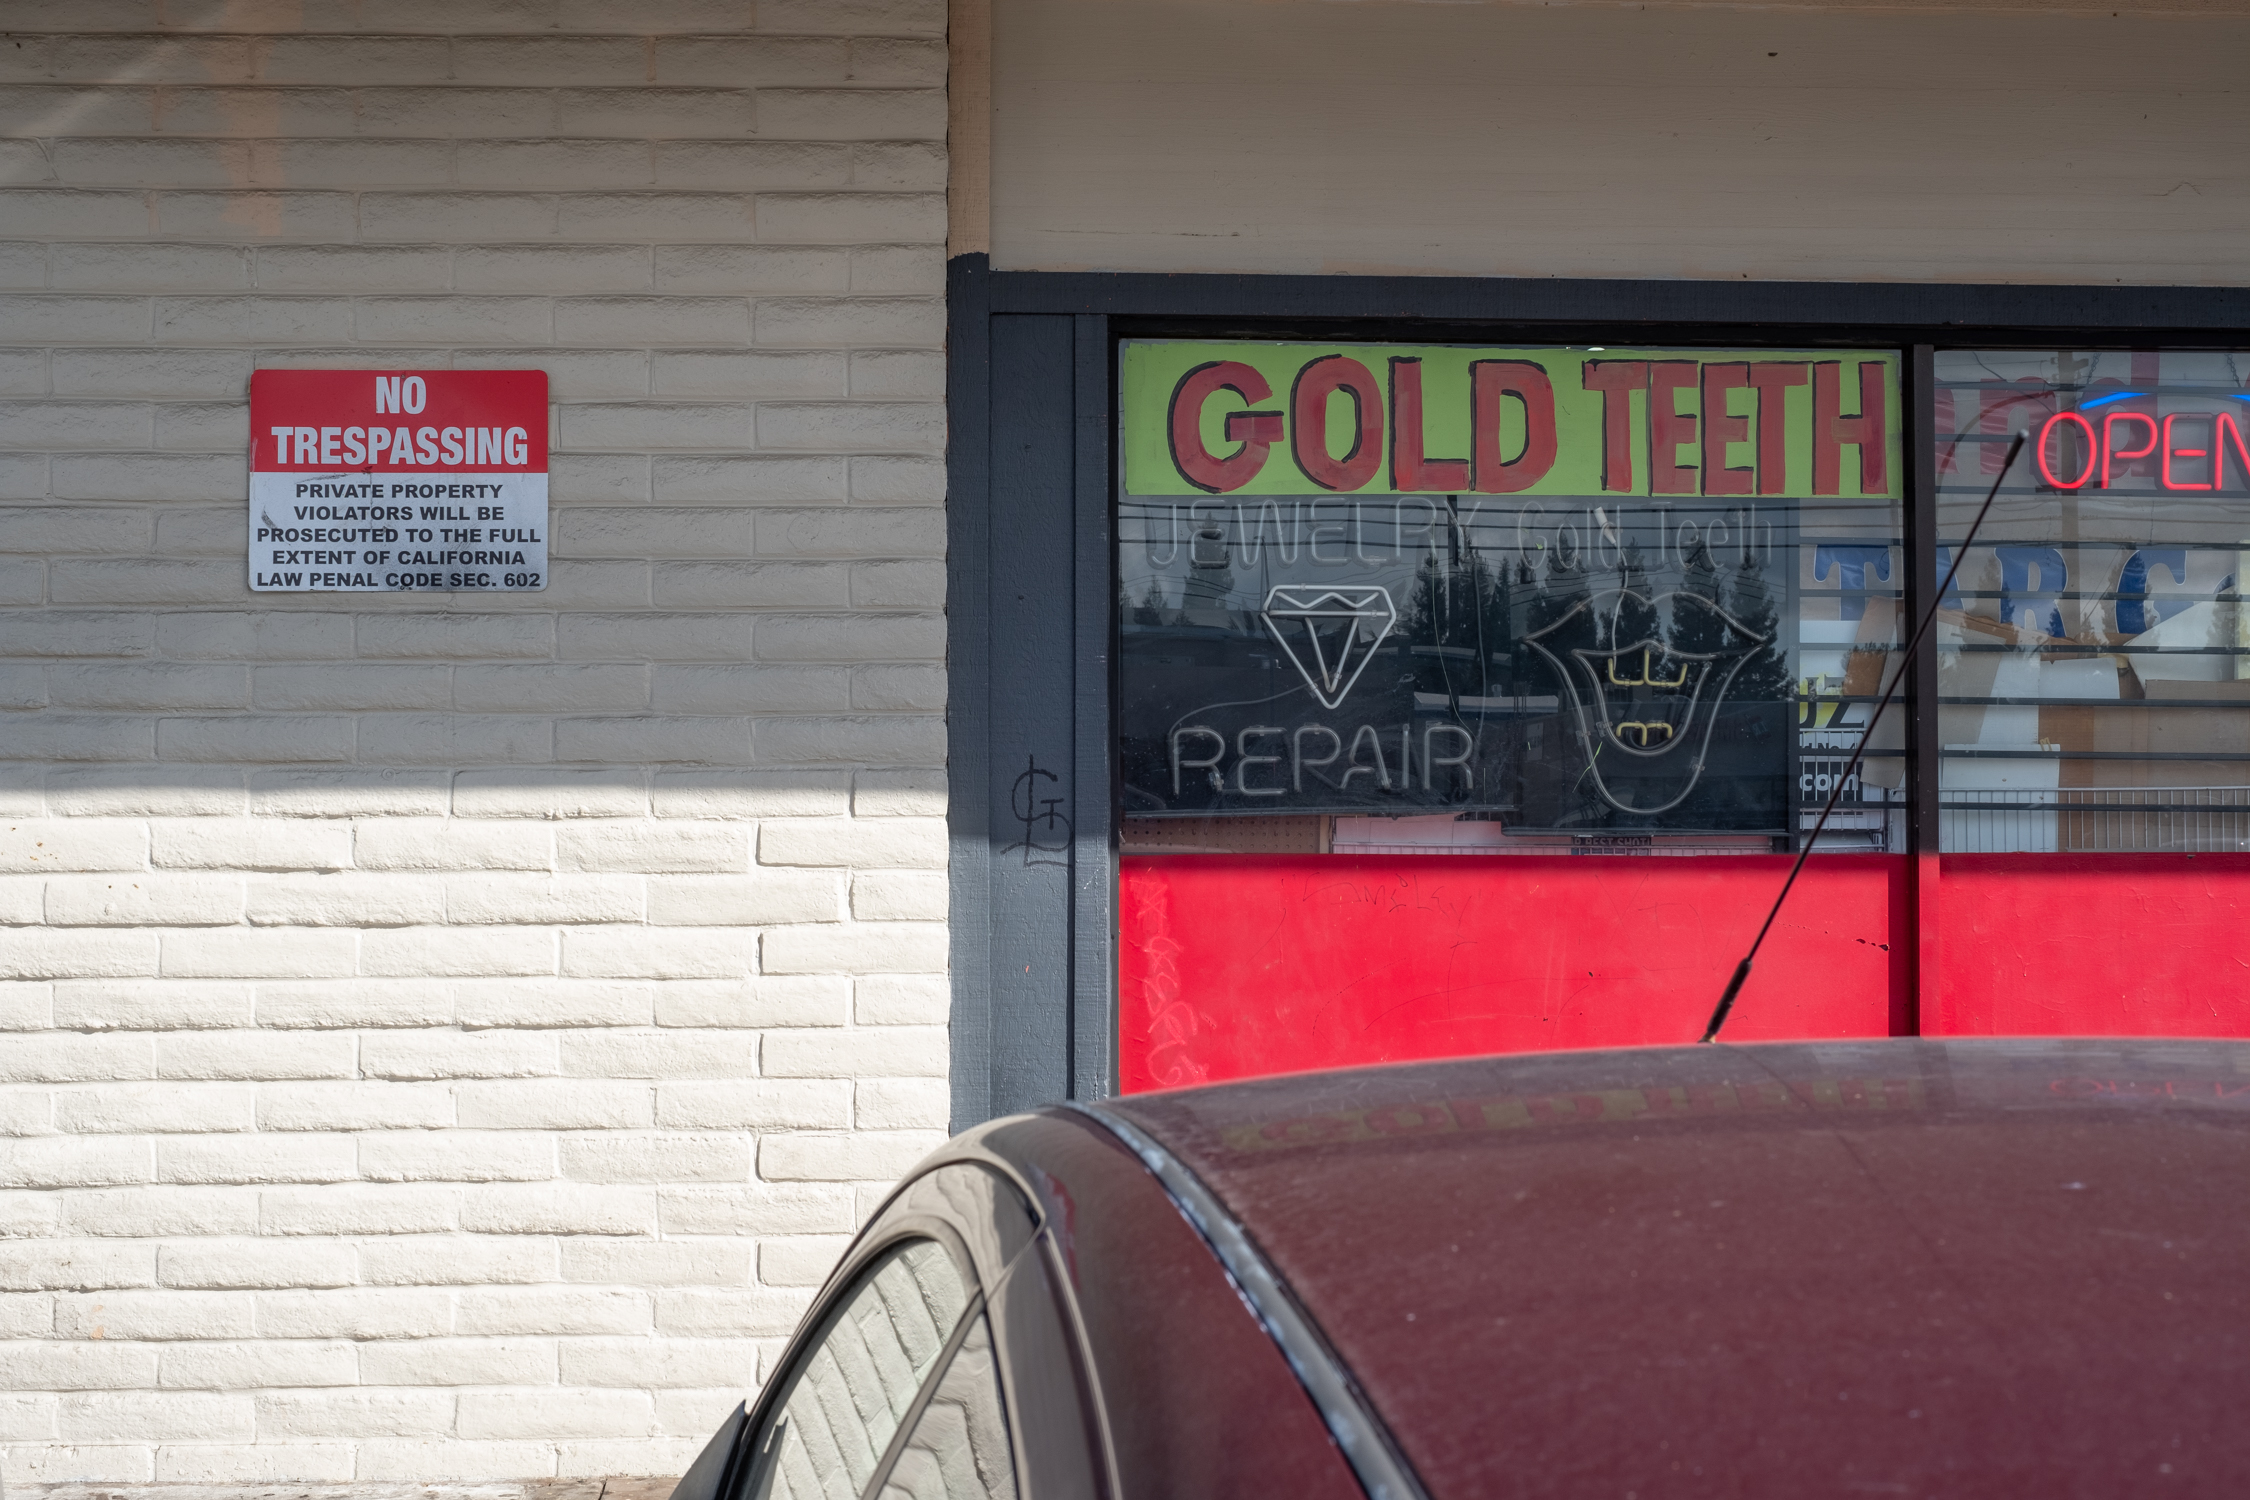 NO
TRESPASSING
PRIVATE PROPERTY
VIOLATORS WILL BE
PROSECUTED TO THE FULL
EXTENT OF CALIFORNIA
LAW PENAL CODE SEC. 602
GOLD TEETH
OPEN
JEWELRY Gold Teeth
REPAIR
.com